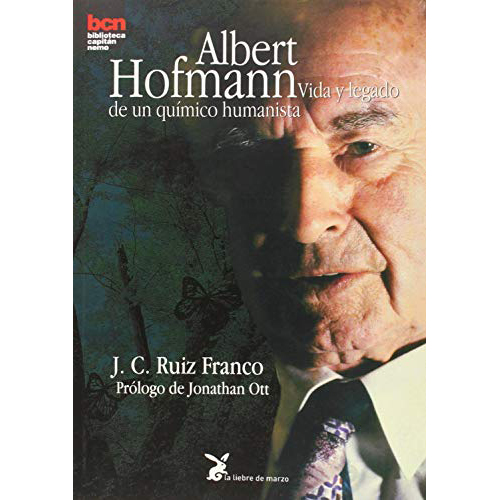 bcn
biblioteca
capitán
nemo
Albert
Hofmann Vida y legado
de un químico humanista
J. C. Ruiz Franco
Prólogo de Jonathan Ott
la liebre de marzo